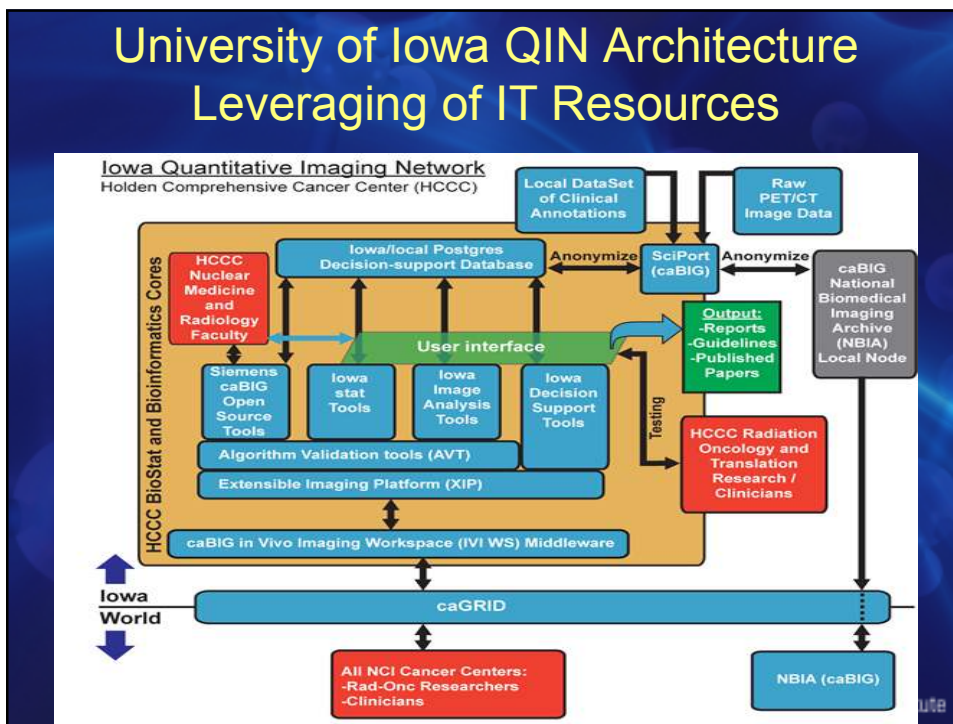 University of Iowa QIN Architecture
Leveraging of IT Resources
Iowa Quantitative Imaging Network
Holden Comprehensive Cancer Center (HCCC)
Local DataSet
of Clinical
Annotations
Raw
PET/CT
Image Data
HCCC BioStat and Bioinformatics Cores
HCCC
Nuclear
Medicine
and
Radiology
Faculty
Iowa/local Postgres
Decision-support Database
Anonymize
SciPort
(caBIG)
Anonymize
caBIG
National
Biomedical
Imaging
Archive
(NBIA)
Local Node
User interface
Output:
-Reports
-Guidelines
-Published
Papers
Siemens
caBIG
Open
Source
Tools
Iowa
stat
Tools
Iowa
Image
Analysis
Tools
Iowa
Decision
Support
Tools
Testing
HCCC Radiation
Oncology and
Translation
Research /
Clinicians
Algorithm Validation tools (AVT)
Extensible Imaging Platform (XIP)
caBIG in Vivo Imaging Workspace (IVI WS) Middleware
Iowa
World
caGRID
All NCI Cancer Centers:
-Rad-Onc Researchers
-Clinicians
NBIA (caBIG)